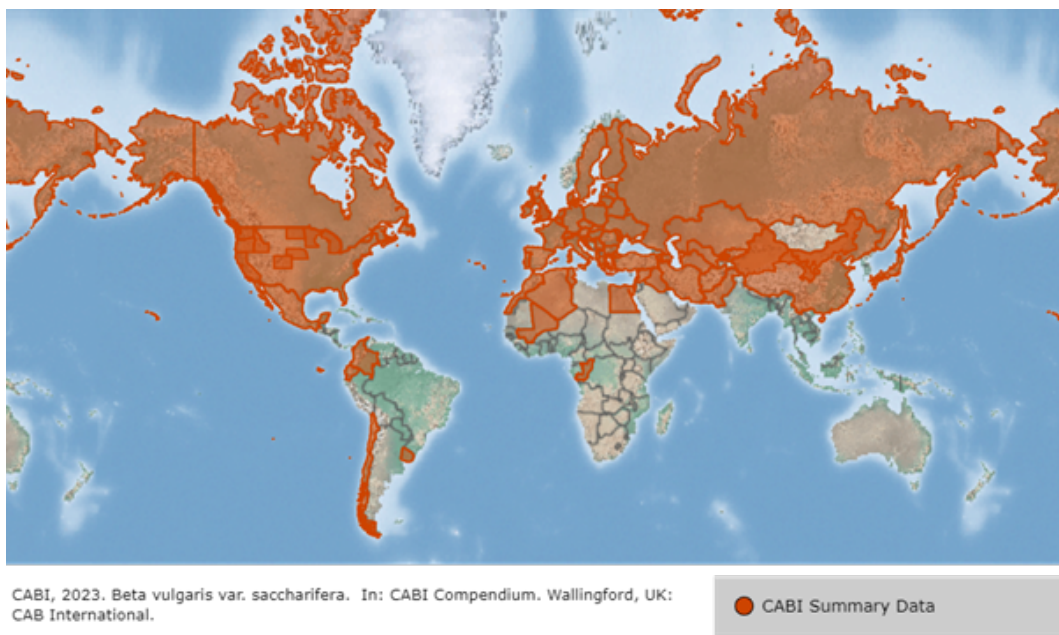 CABI, 2023. Beta vulgaris var. saccharifera. In: CABI Compendium. Wallingford, UK:
CAB International.
CABI Summary Data